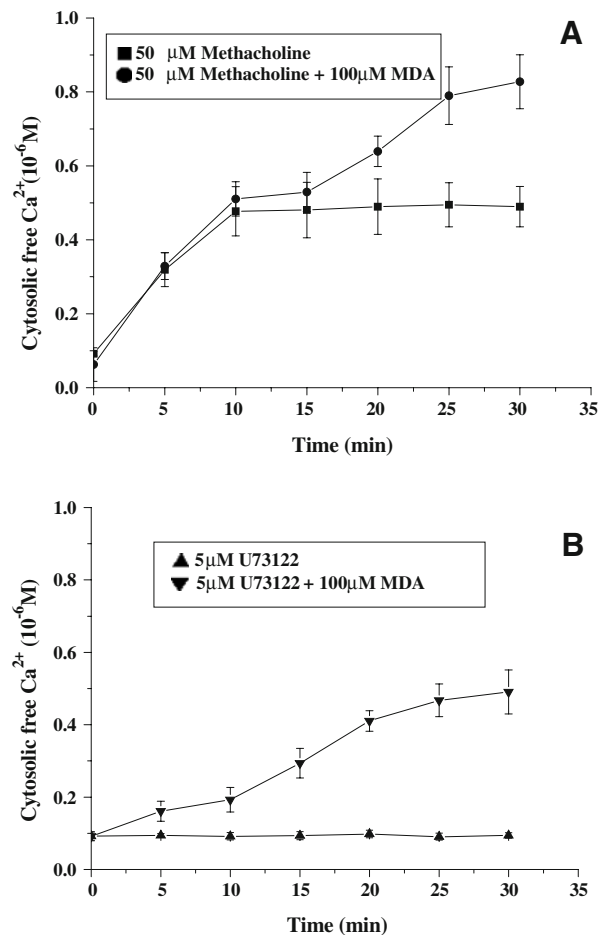 A
50 μM Methacholine
50 μM Methacholine + 100μM MDA
Cytosolic free Ca²⁺(10⁻⁶M)
1.0
0.8
0.6
0.4
0.2
0.0
0 5 10 15 20 25 30 35
Time (min)
B
5μM U73122
5μM U73122 + 100μM MDA
Cytosolic free Ca²⁺ (10⁻⁶M)
1.0
0.8
0.6
0.4
0.2
0.0
0 5 10 15 20 25 30 35
Time (min)